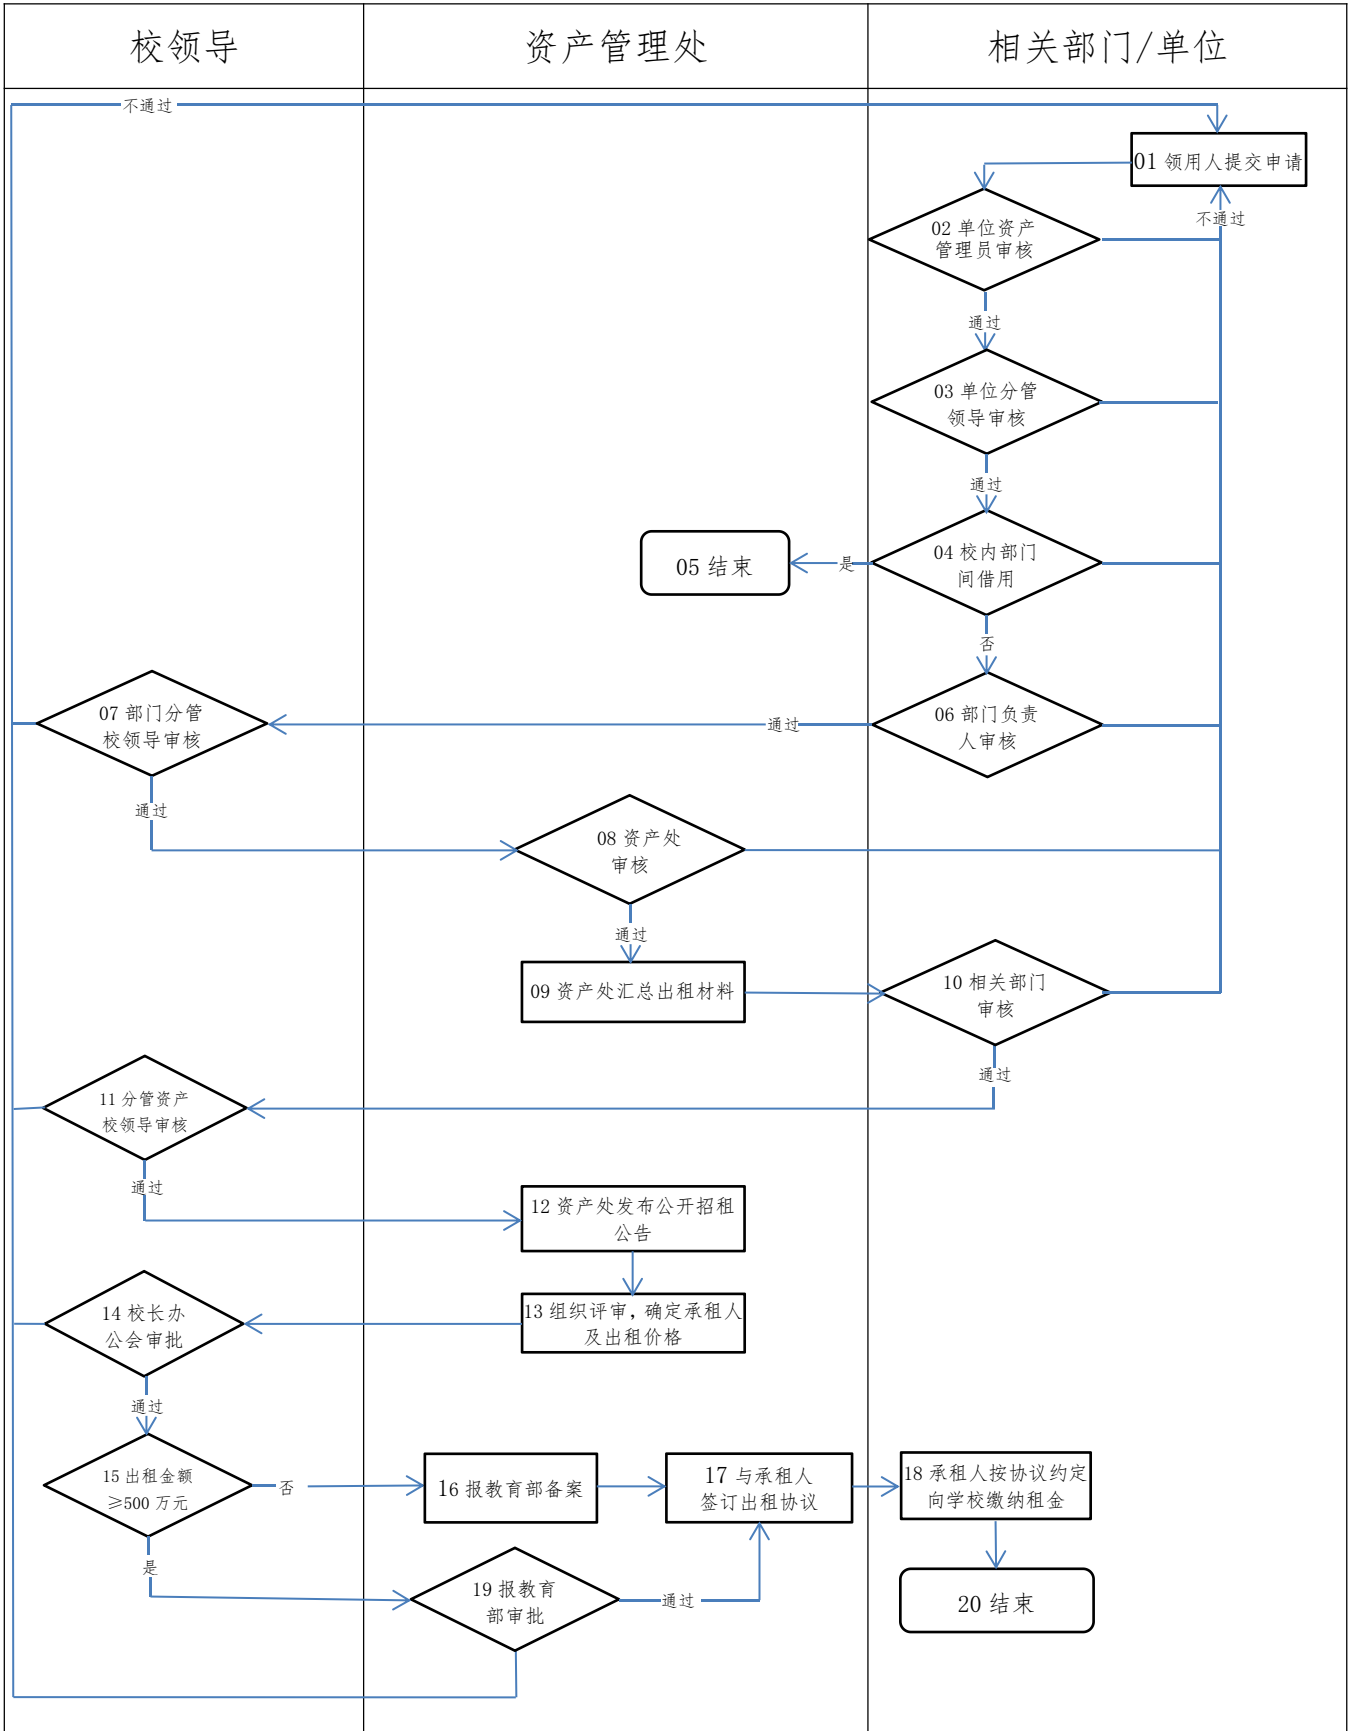 校领导
资产管理处
相关部门/单位
不通过
01 领用人提交申请
不通过
02 单位资产
管理员审核
通过
03 单位分管
领导审核
通过
04 校内部门
间借用
是
05 结束
否
06 部门负责
人审核
通过
07 部门分管
校领导审核
通过
08 资产处
审核
通过
09 资产处汇总出租材料
10 相关部门
审核
通过
11 分管资产
校领导审核
通过
12 资产处发布公开招租
公告
13 组织评审，确定承租人
及出租价格
14 校长办
公会审批
通过
15 出租金额
≥500 万元
否
16 报教育部备案
17 与承租人
签订出租协议
18 承租人按协议约定
向学校缴纳租金
是
19 报教育
部审批
通过
20 结束